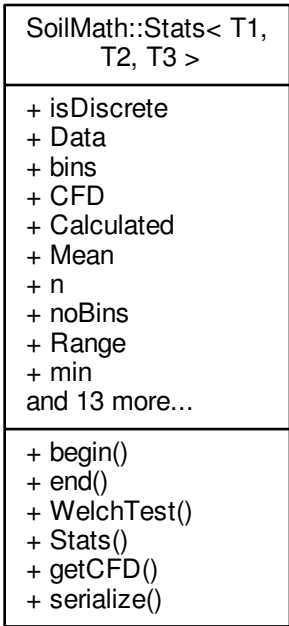 SoilMath::Stats< T1,
T2, T3 >
+ isDiscrete
+ Data
+ bins
+ CFD
+ Calculated
+ Mean
+ n
+ noBins
+ Range
+ min
and 13 more...
+ begin()
+ end()
+ WelchTest()
+ Stats()
+ getCFD()
+ serialize()